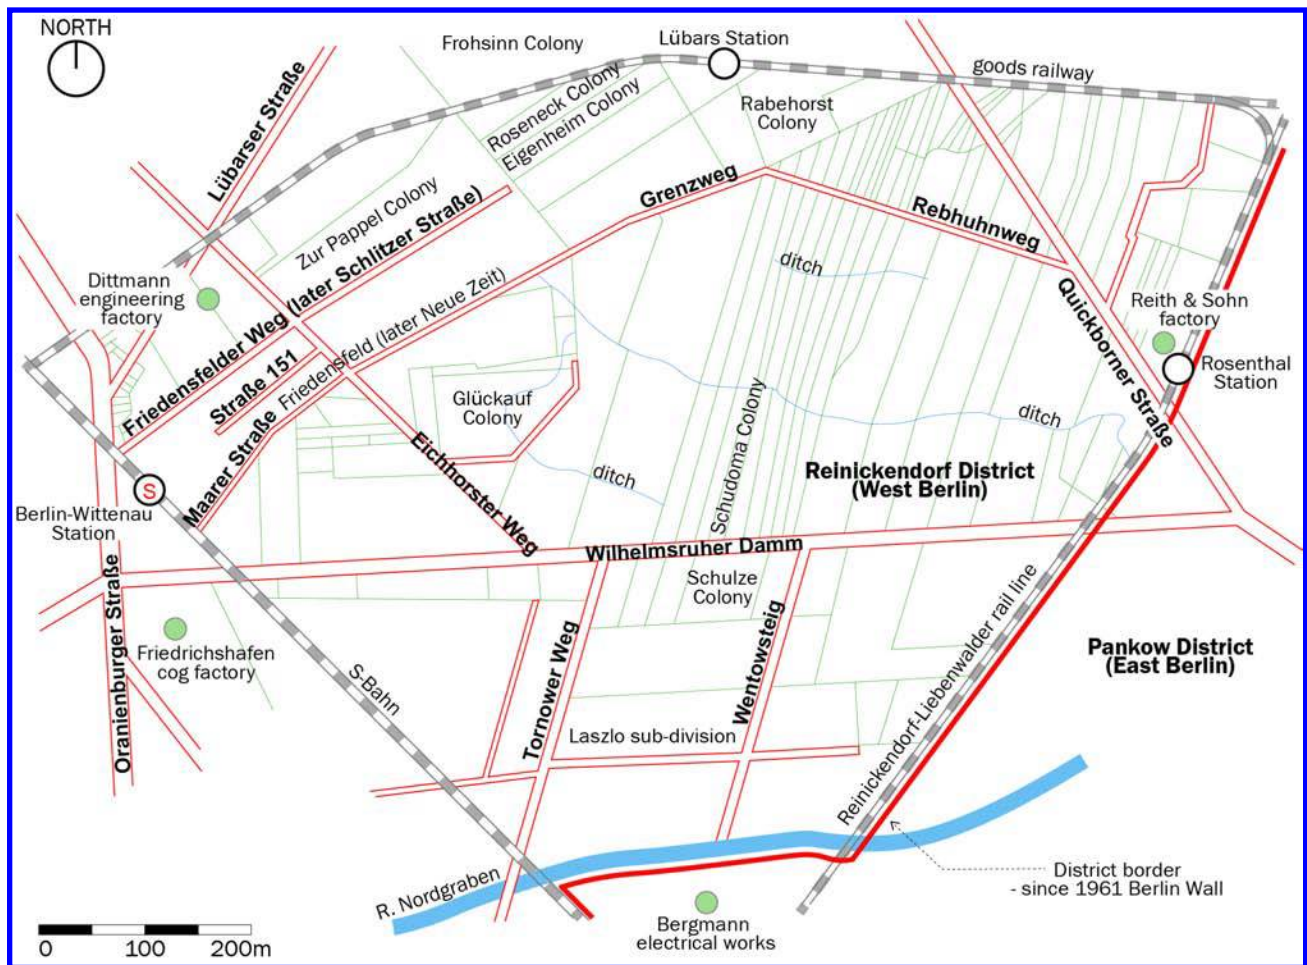 NORTH
Frohsinn Colony
Lübars Station
goods railway
Lübarser Straße
Roseneck Colony
Eigenheim Colony
Rabehorst
Colony
Zur Pappel Colony
Grenzweg
Rebhuhnweg
Dittmann
engineering
factory
Friedensfelder Weg (later Schlitzer Straße)
Straße 151
Friedensfeld (later Neue Zeit)
Maarer Straße
ditch
Quickborner Straße
Reith & Sohn
factory
Rosenthal
Station
Glückauf
Colony
Eichhorster Weg
ditch
Schudoma Colony
ditch
Reinickendorf District
(West Berlin)
S
Berlin-Wittenau
Station
Oranienburger Straße
Wilhelmsruher Damm
Schulze
Colony
Friedrichshafen
cog factory
S-Bahn
Tornower Weg
Wentowsteig
Laszlo sub-division
Reinickendorf-Liebenwalder rail line
Pankow District
(East Berlin)
R. Nordgraben
District border
- since 1961 Berlin Wall
Bergmann
electrical works
0 100 200m